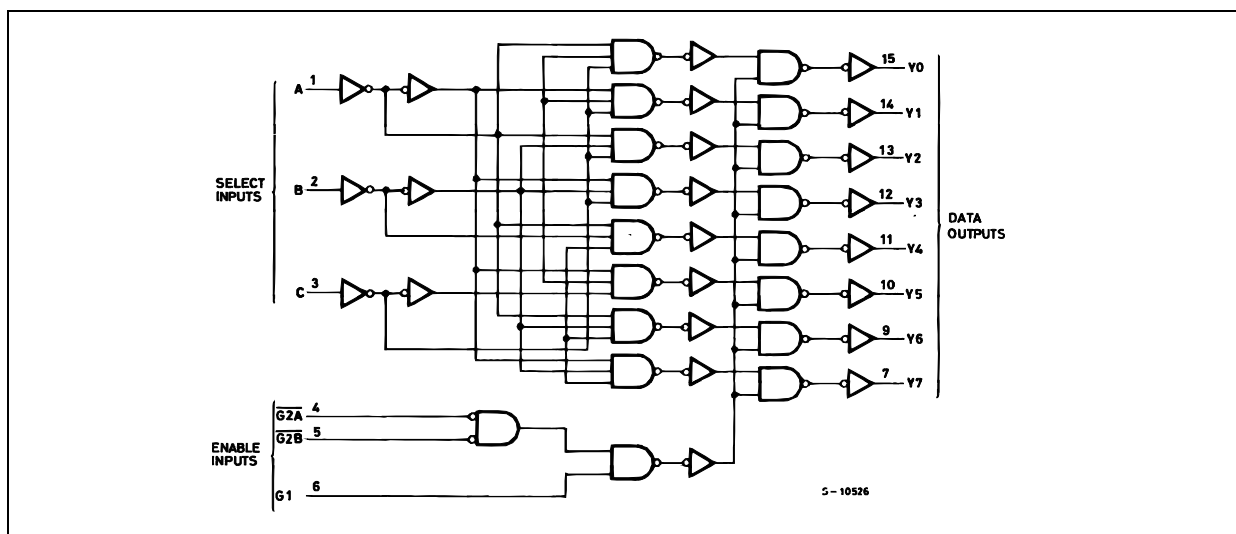 A 1
SELECT
INPUTS
B 2
C 3
15 Y0
14 Y1
13 Y2
12 Y3
11 Y4
10 Y5
9 Y6
7 Y7
DATA
OUTPUTS
ENABLE
INPUTS
G2A 4
G2B 5
G1 6
S-10526